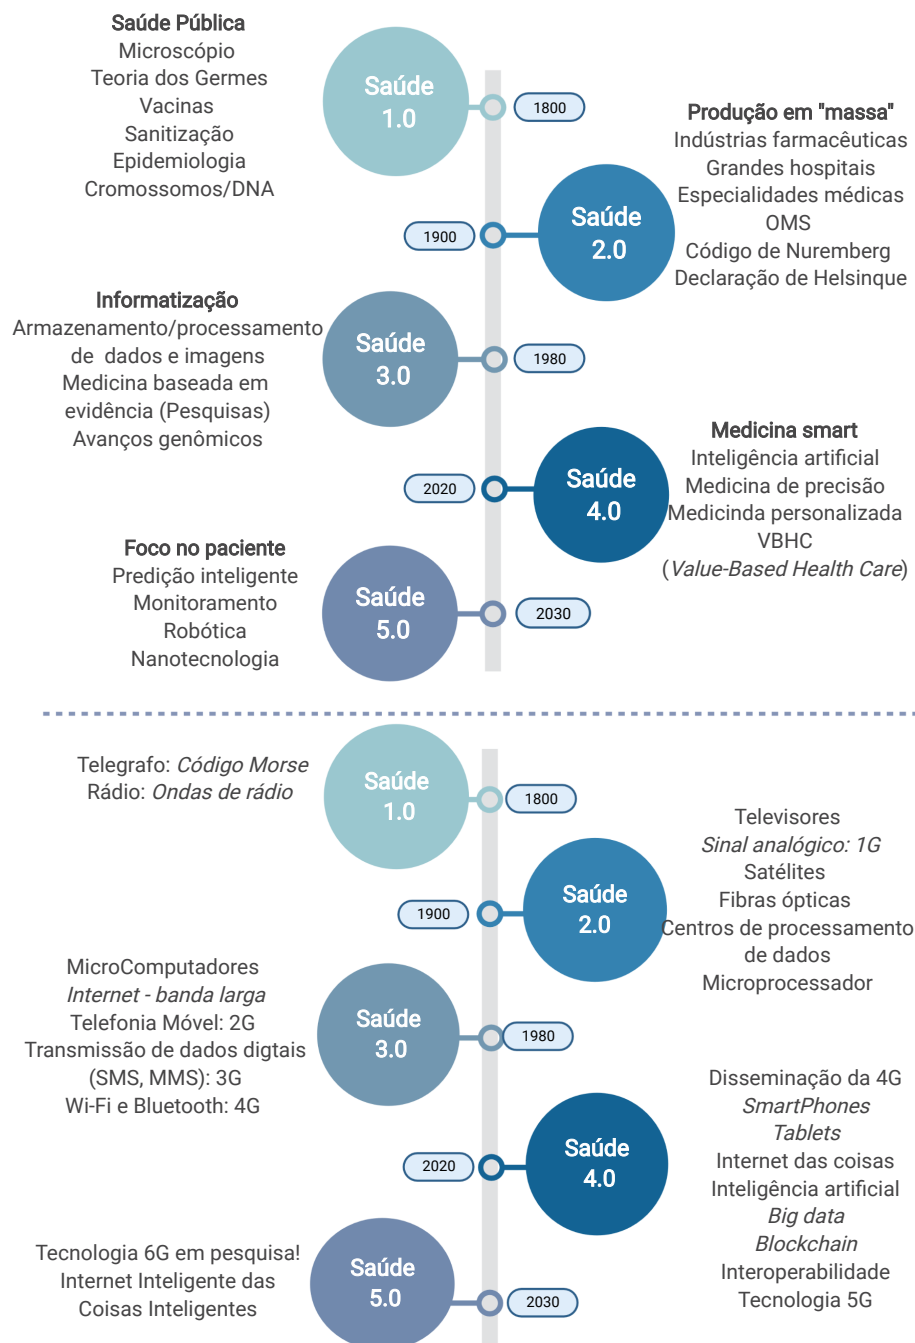 Saúde Pública
Microscópio
Teoria dos Germes
Vacinas
Sanitização
Epidemiologia
Cromossomos/DNA
Saúde
1.0
1800
Produção em "massa"
Indústrias farmacêuticas
Grandes hospitais
Especialidades médicas
OMS
Código de Nuremberg
Declaração de Helsinque
Saúde
2.0
1900
Informatização
Armazenamento/processamento
de dados e imagens
Medicina baseada em
evidência (Pesquisas)
Avanços genômicos
Saúde
3.0
1980
Medicina smart
Inteligência artificial
Medicina de precisão
Medicinda personalizada
VBHC
(Value-Based Health Care)
Saúde
4.0
2020
Foco no paciente
Predição inteligente
Monitoramento
Robótica
Nanotecnologia
Saúde
5.0
2030
Telegrafo: Código Morse
Rádio: Ondas de rádio
Saúde
1.0
1800
Televisores
Sinal analógico: 1G
Satélites
Fibras ópticas
Centros de processamento
de dados
Microprocessador
Saúde
2.0
1900
MicroComputadores
Internet - banda larga
Telefonia Móvel: 2G
Transmissão de dados digtais
(SMS, MMS): 3G
Wi-Fi e Bluetooth: 4G
Saúde
3.0
1980
Disseminação da 4G
SmartPhones
Tablets
Internet das coisas
Inteligência artificial
Big data
Blockchain
Interoperabilidade
Tecnologia 5G
Saúde
4.0
2020
Tecnologia 6G em pesquisa!
Internet Inteligente das
Coisas Inteligentes
Saúde
5.0
2030